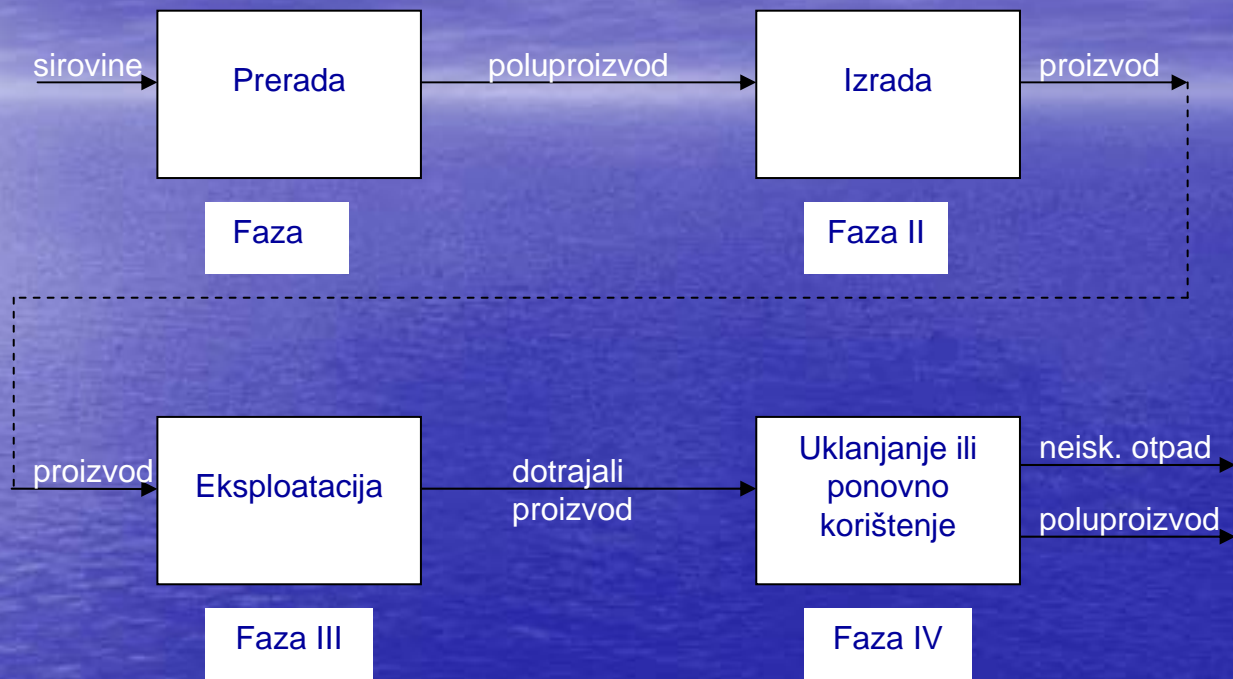 sirovine
Prerada
poluproizvod
Izrada
proizvod
Faza
Faza II
proizvod
Eksploatacija
dotrajali
proizvod
Uklanjanje ili
ponovno
korištenje
neisk. otpad
poluproizvod
Faza III
Faza IV